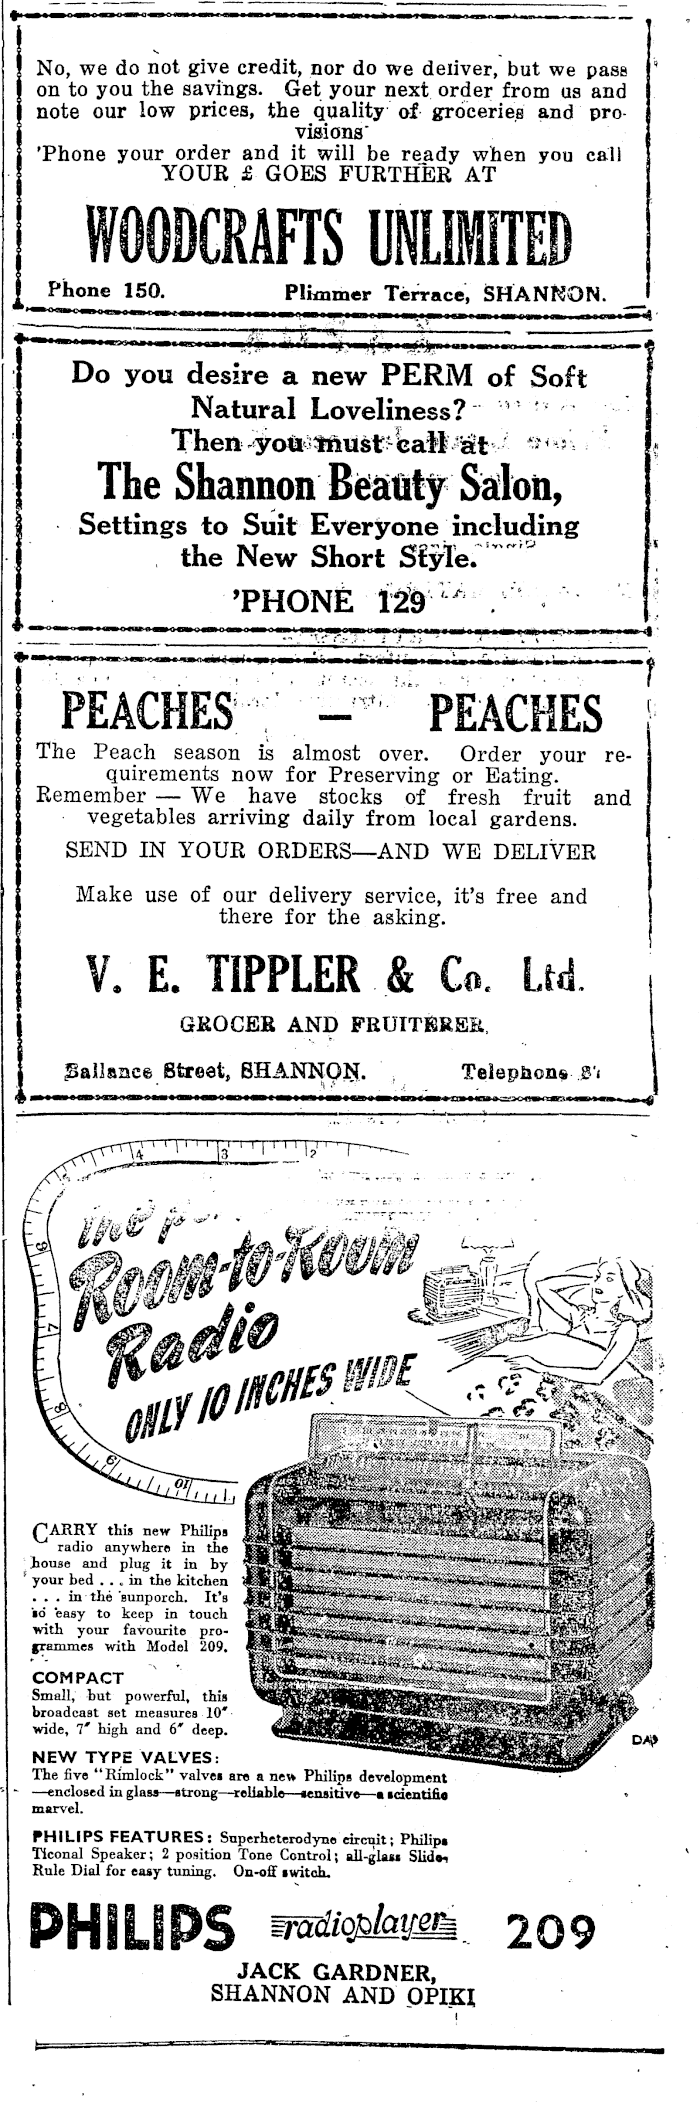 No, we do not give credit, nor do we deliver, but we pass
on to you the savings. Get your next order from us and
note our low prices, the quality of groceries and pro-
visions
'Phone your order and it will be ready when you call
YOUR £ GOES FURTHER AT
WOODCRAFTS UNLIMITED
Phone 150. Plimmer Terrace, SHANNON.
Do you desire a new PERM of Soft
Natural Loveliness?
Then you must call at
The Shannon Beauty Salon,
Settings to Suit Everyone including
the New Short Style.
'PHONE 129
PEACHES — PEACHES
The Peach season is almost over. Order your re-
quirements now for Preserving or Eating.
Remember — We have stocks of fresh fruit and
vegetables arriving daily from local gardens.
SEND IN YOUR ORDERS—AND WE DELIVER
Make use of our delivery service, it's free and
there for the asking.
V. E. TIPPLER & Co. Ltd.
GROCER AND FRUITERER,
Ballance Street, SHANNON. Telephone
2
3
4
5
6
7
8
9
10
The
Room-to-Room
Radio
ONLY 10 INCHES WIDE
CARRY this new Philips
radio anywhere in the
house and plug it in by
your bed . . . in the kitchen
. . . in the sunporch. It's
so easy to keep in touch
with your favourite pro-
grammes with Model 209.
COMPACT
Small, but powerful, this
broadcast set measures 10″
wide, 7″ high and 6″ deep.
DA9
NEW TYPE VALVES:
The five "Rimlock" valves are a new Philips development
—enclosed in glass—strong—reliable—sensitive—a scientific
marvel.
PHILIPS FEATURES: Superheterodyne circuit; Philips
Ticonal Speaker; 2 position Tone Control; all-glass Slide
Rule Dial for easy tuning. On-off switch.
PHILIPS radioplayer 209
JACK GARDNER,
SHANNON AND OPIKI